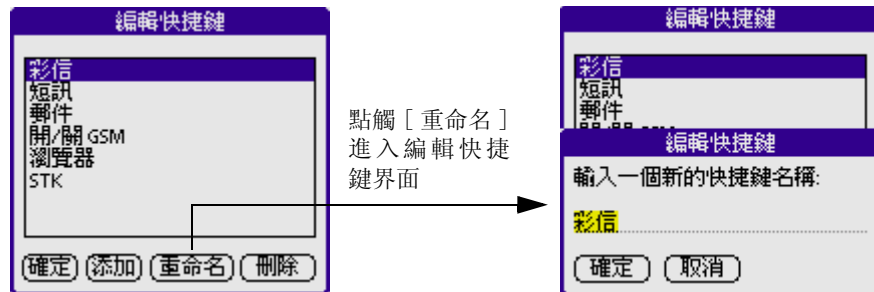 編輯快捷鍵
彩信
短訊
郵件
開/關 GSM
瀏覽器
STK
確定 添加 重命名 刪除
點觸［重命名］
進入編輯快捷
鍵界面
編輯快捷鍵
彩信
短訊
郵件
編輯快捷鍵
輸入一個新的快捷鍵名稱:
彩信
確定 取消